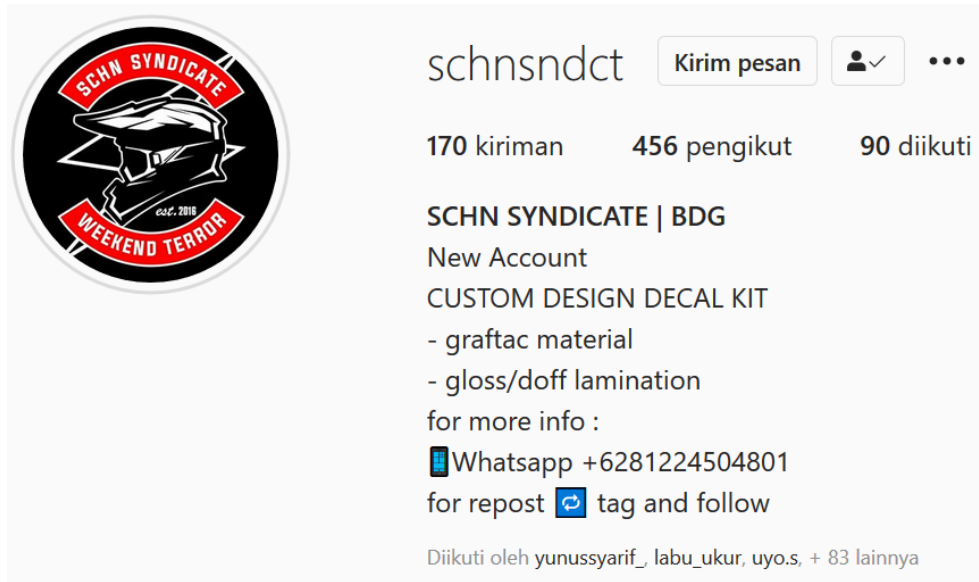 SCHN SYNDICATE
est. 2016
WEEKEND TERROR
schnsndct Kirim pesan
170 kiriman 456 pengikut 90 diikuti
SCHN SYNDICATE | BDG
New Account
CUSTOM DESIGN DECAL KIT
- graftac material
- gloss/doff lamination
for more info :
📱Whatsapp +6281224504801
for repost 🔁 tag and follow
Diikuti oleh yunussyarif_, labu_ukur, uyo.s, + 83 lainnya